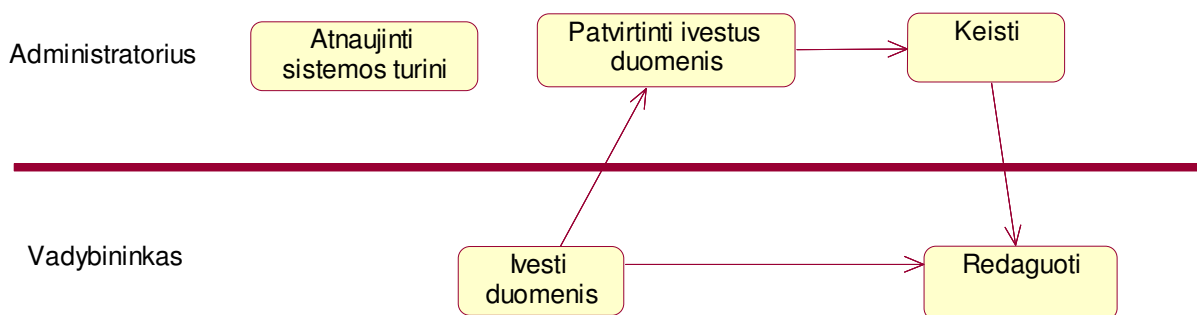 Administratorius
Atnaujinti
sistemos turini
Patvirtinti ivestus
duomenis
Keisti
Vadybininkas
Ivesti
duomenis
Redaguoti